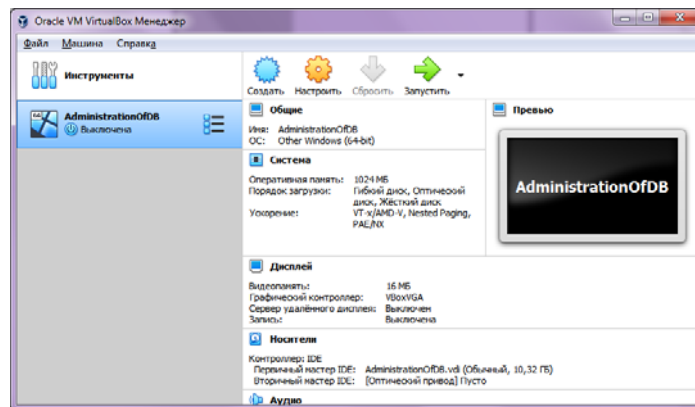 Oracle VM VirtualBox Менеджер
Файл Машина Справка
Инструменты
Создать Настроить Сбросить Запустить
AdministrationOfDB
Выключена
Общие
Имя: AdministrationOfDB
ОС: Other Windows (64-bit)
Превью
AdministrationOfDB
Система
Оперативная память: 1024 МБ
Порядок загрузки: Гибкий диск, Оптический
диск, Жёсткий диск
Ускорение: VT-x/AMD-V, Nested Paging,
PAE/NX
Дисплей
Видеопамять: 16 МБ
Графический контроллер: VBoxVGA
Сервер удалённого дисплея: Выключен
Запись: Выключена
Носители
Контроллер: IDE
Первичный мастер IDE: AdministrationOfDB.vdi (Обычный, 10,32 ГБ)
Вторичный мастер IDE: [Оптический привод] Пусто
Аудио